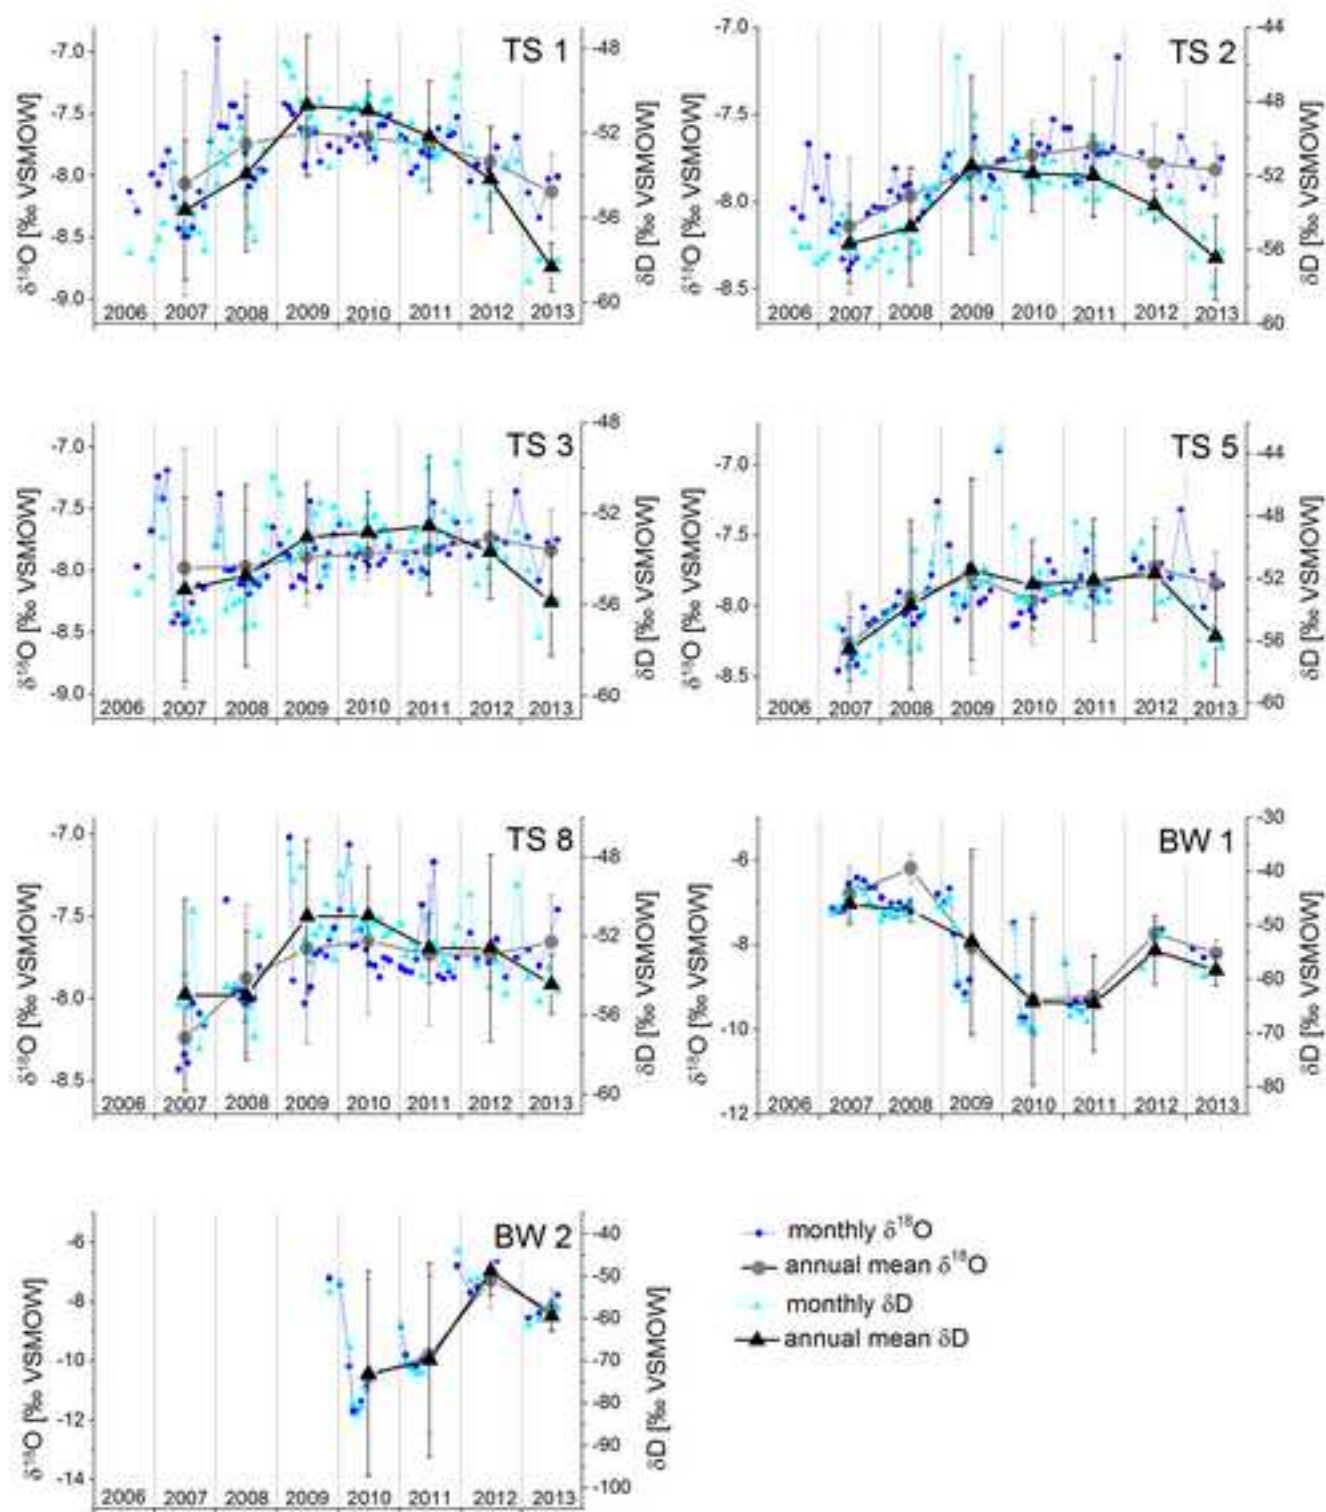 TS 1
-7.0
-7.5
-8.0
-8.5
-9.0
δ¹⁸O [‰ VSMOW]
-48
-52
-56
-60
δD [‰ VSMOW]
2006 2007 2008 2009 2010 2011 2012 2013
TS 2
-7.0
-7.5
-8.0
-8.5
δ¹⁸O [‰ VSMOW]
-44
-48
-52
-56
-60
δD [‰ VSMOW]
2006 2007 2008 2009 2010 2011 2012 2013
TS 3
-7.0
-7.5
-8.0
-8.5
-9.0
δ¹⁸O [‰ VSMOW]
-48
-52
-56
-60
δD [‰ VSMOW]
2006 2007 2008 2009 2010 2011 2012 2013
TS 5
-7.0
-7.5
-8.0
-8.5
δ¹⁸O [‰ VSMOW]
-44
-48
-52
-56
-60
δD [‰ VSMOW]
2006 2007 2008 2009 2010 2011 2012 2013
TS 8
-7.0
-7.5
-8.0
-8.5
δ¹⁸O [‰ VSMOW]
-48
-52
-56
-60
δD [‰ VSMOW]
2006 2007 2008 2009 2010 2011 2012 2013
BW 1
-6
-8
-10
-12
δ¹⁸O [‰ VSMOW]
-30
-40
-50
-60
-70
-80
δD [‰ VSMOW]
2006 2007 2008 2009 2010 2011 2012 2013
BW 2
-6
-8
-10
-12
-14
δ¹⁸O [‰ VSMOW]
-40
-50
-60
-70
-80
-90
-100
δD [‰ VSMOW]
2006 2007 2008 2009 2010 2011 2012 2013
monthly δ¹⁸O
annual mean δ¹⁸O
monthly δD
annual mean δD